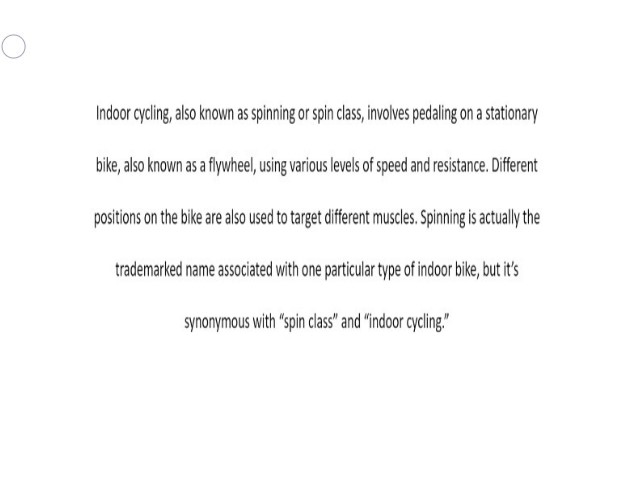 Indoor cycling, also known as spinning or spin class, involves pedaling on a stationary
bike, also known as a flywheel, using various levels of speed and resistance. Different
positions on the bike are also used to target different muscles. Spinning is actually the
trademarked name associated with one particular type of indoor bike, but it’s
synonymous with “spin class” and “indoor cycling.”